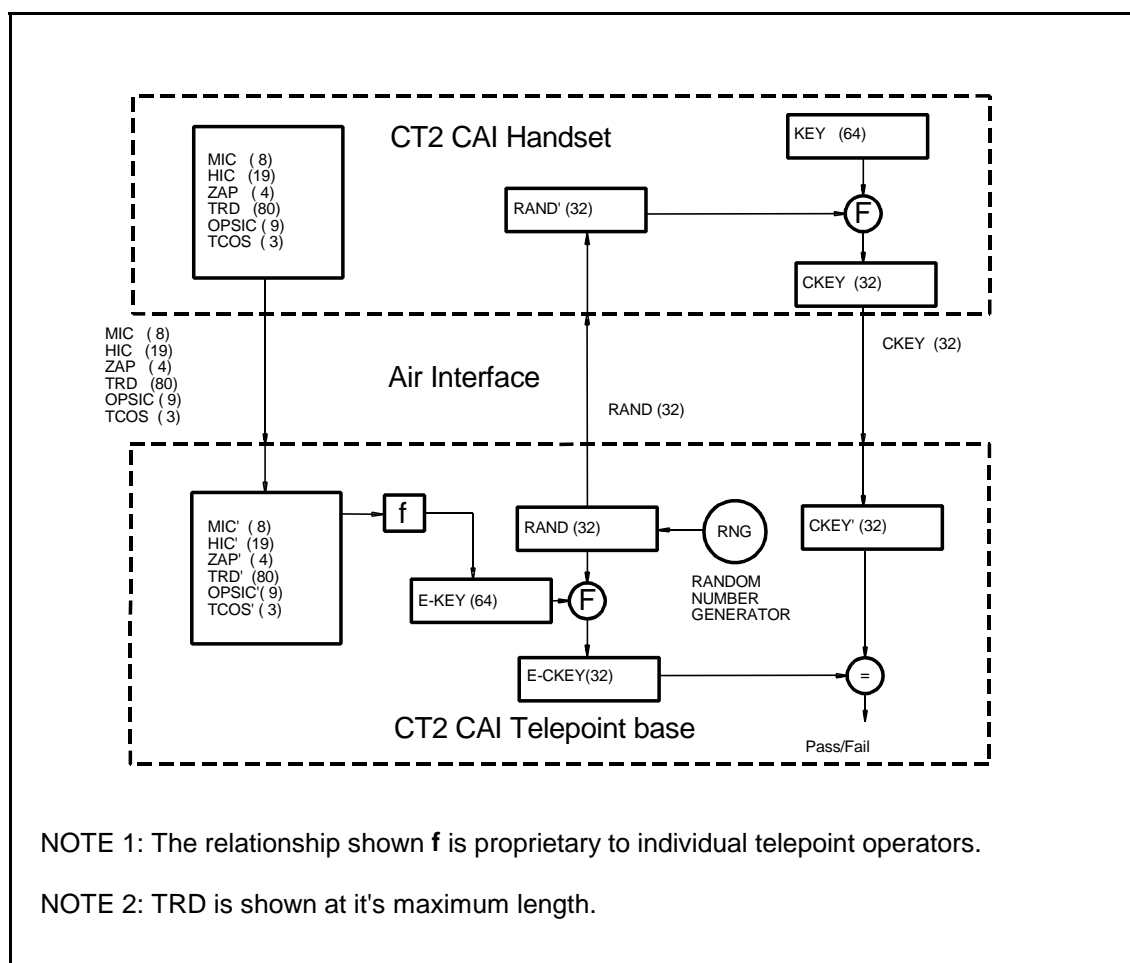 CT2 CAI Handset
MIC ( 8)
HIC (19)
ZAP ( 4)
TRD (80)
OPSIC ( 9)
TCOS ( 3)
KEY (64)
RAND' (32)
F
CKEY (32)
MIC ( 8)
HIC (19)
ZAP ( 4)
TRD (80)
OPSIC ( 9)
TCOS ( 3)
Air Interface
RAND (32)
CKEY (32)
MIC' ( 8)
HIC' (19)
ZAP' ( 4)
TRD' (80)
OPSIC'( 9)
TCOS' ( 3)
f
E-KEY (64)
RAND (32)
RNG
RANDOM
NUMBER
GENERATOR
F
E-CKEY(32)
CKEY' (32)
=
Pass/Fail
CT2 CAI Telepoint base
NOTE 1: The relationship shown f is proprietary to individual telepoint operators.
NOTE 2: TRD is shown at it's maximum length.